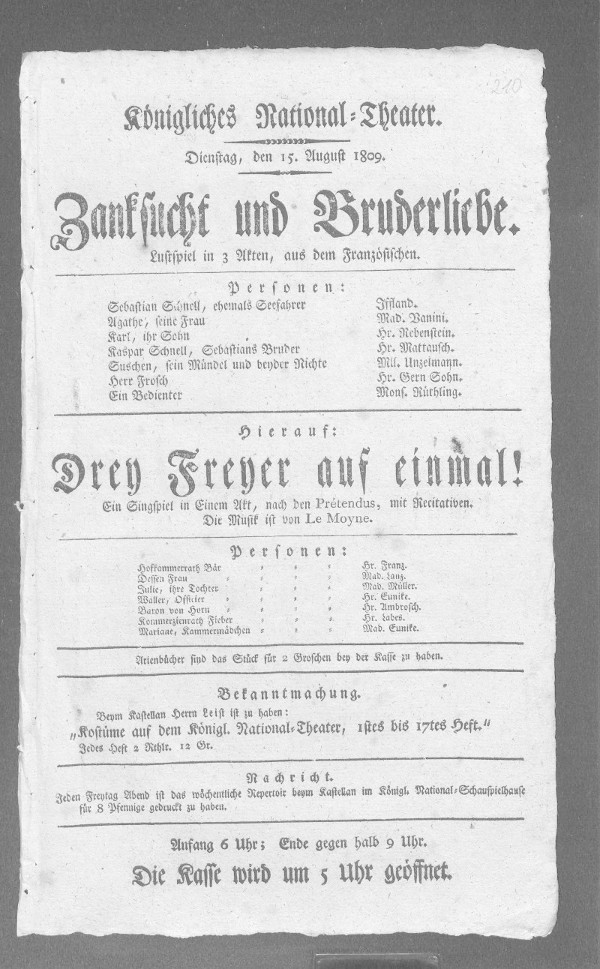 210
Königliches National-Theater.
Dienstag, den 15. August 1809.
Zanksucht und Bruderliebe.
Lustspiel in 3 Akten, aus dem Französischen.
Personen:
Sebastian Schnell, ehemals Seefahrer Iffland.
Agathe, seine Frau Mad. Vanini.
Karl, ihr Sohn Hr. Rebenstein.
Kaspar Schnell, Sebastians Bruder Hr. Mattausch.
Suschen, sein Mündel und beyder Nichte Mll. Unzelmann.
Herr Frosch Hr. Gern Sohn.
Ein Bedienter Mons. Rüthling.
Hierauf:
Drey Freyer auf einmal!
Ein Singspiel in Einem Akt, nach den Prétendus, mit Recitativen.
Die Musik ist von Le Moyne.
Personen:
Hofkammerrath Bär Hr. Franz.
Dessen Frau Mad. Lanz.
Julie, ihre Tochter Mad. Müller.
Waller, Officier Hr. Eunike.
Baron von Horn Hr. Ambrosch.
Kommerzienrath Fieber Hr. Labes.
Mariane, Kammermädchen Mad. Eunike.
Arienbücher sind das Stück für 2 Groschen bey der Kasse zu haben.
Bekanntmachung.
Beym Kastellan Herrn Leist ist zu haben:
„Kostüme auf dem Königl. National-Theater, 1stes bis 17tes Heft.“
Jedes Heft 2 Rthlr. 12 Gr.
Nachricht.
Jeden Freytag Abend ist das wöchentliche Repertoir beym Kastellan im Königl. National-Schauspielhause
für 8 Pfennige gedruckt zu haben.
Anfang 6 Uhr; Ende gegen halb 9 Uhr.
Die Kasse wird um 5 Uhr geöffnet.